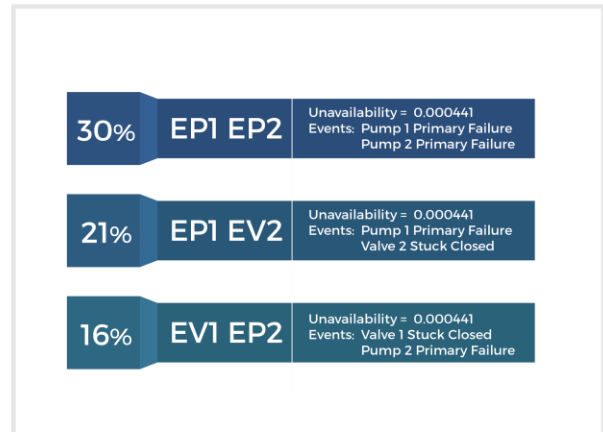 30% EP1 EP2
Unavailability = 0.000441
Events: Pump 1 Primary Failure
Pump 2 Primary Failure
21% EP1 EV2
Unavailability = 0.000441
Events: Pump 1 Primary Failure
Valve 2 Stuck Closed
16% EV1 EP2
Unavailability = 0.000441
Events: Valve 1 Stuck Closed
Pump 2 Primary Failure